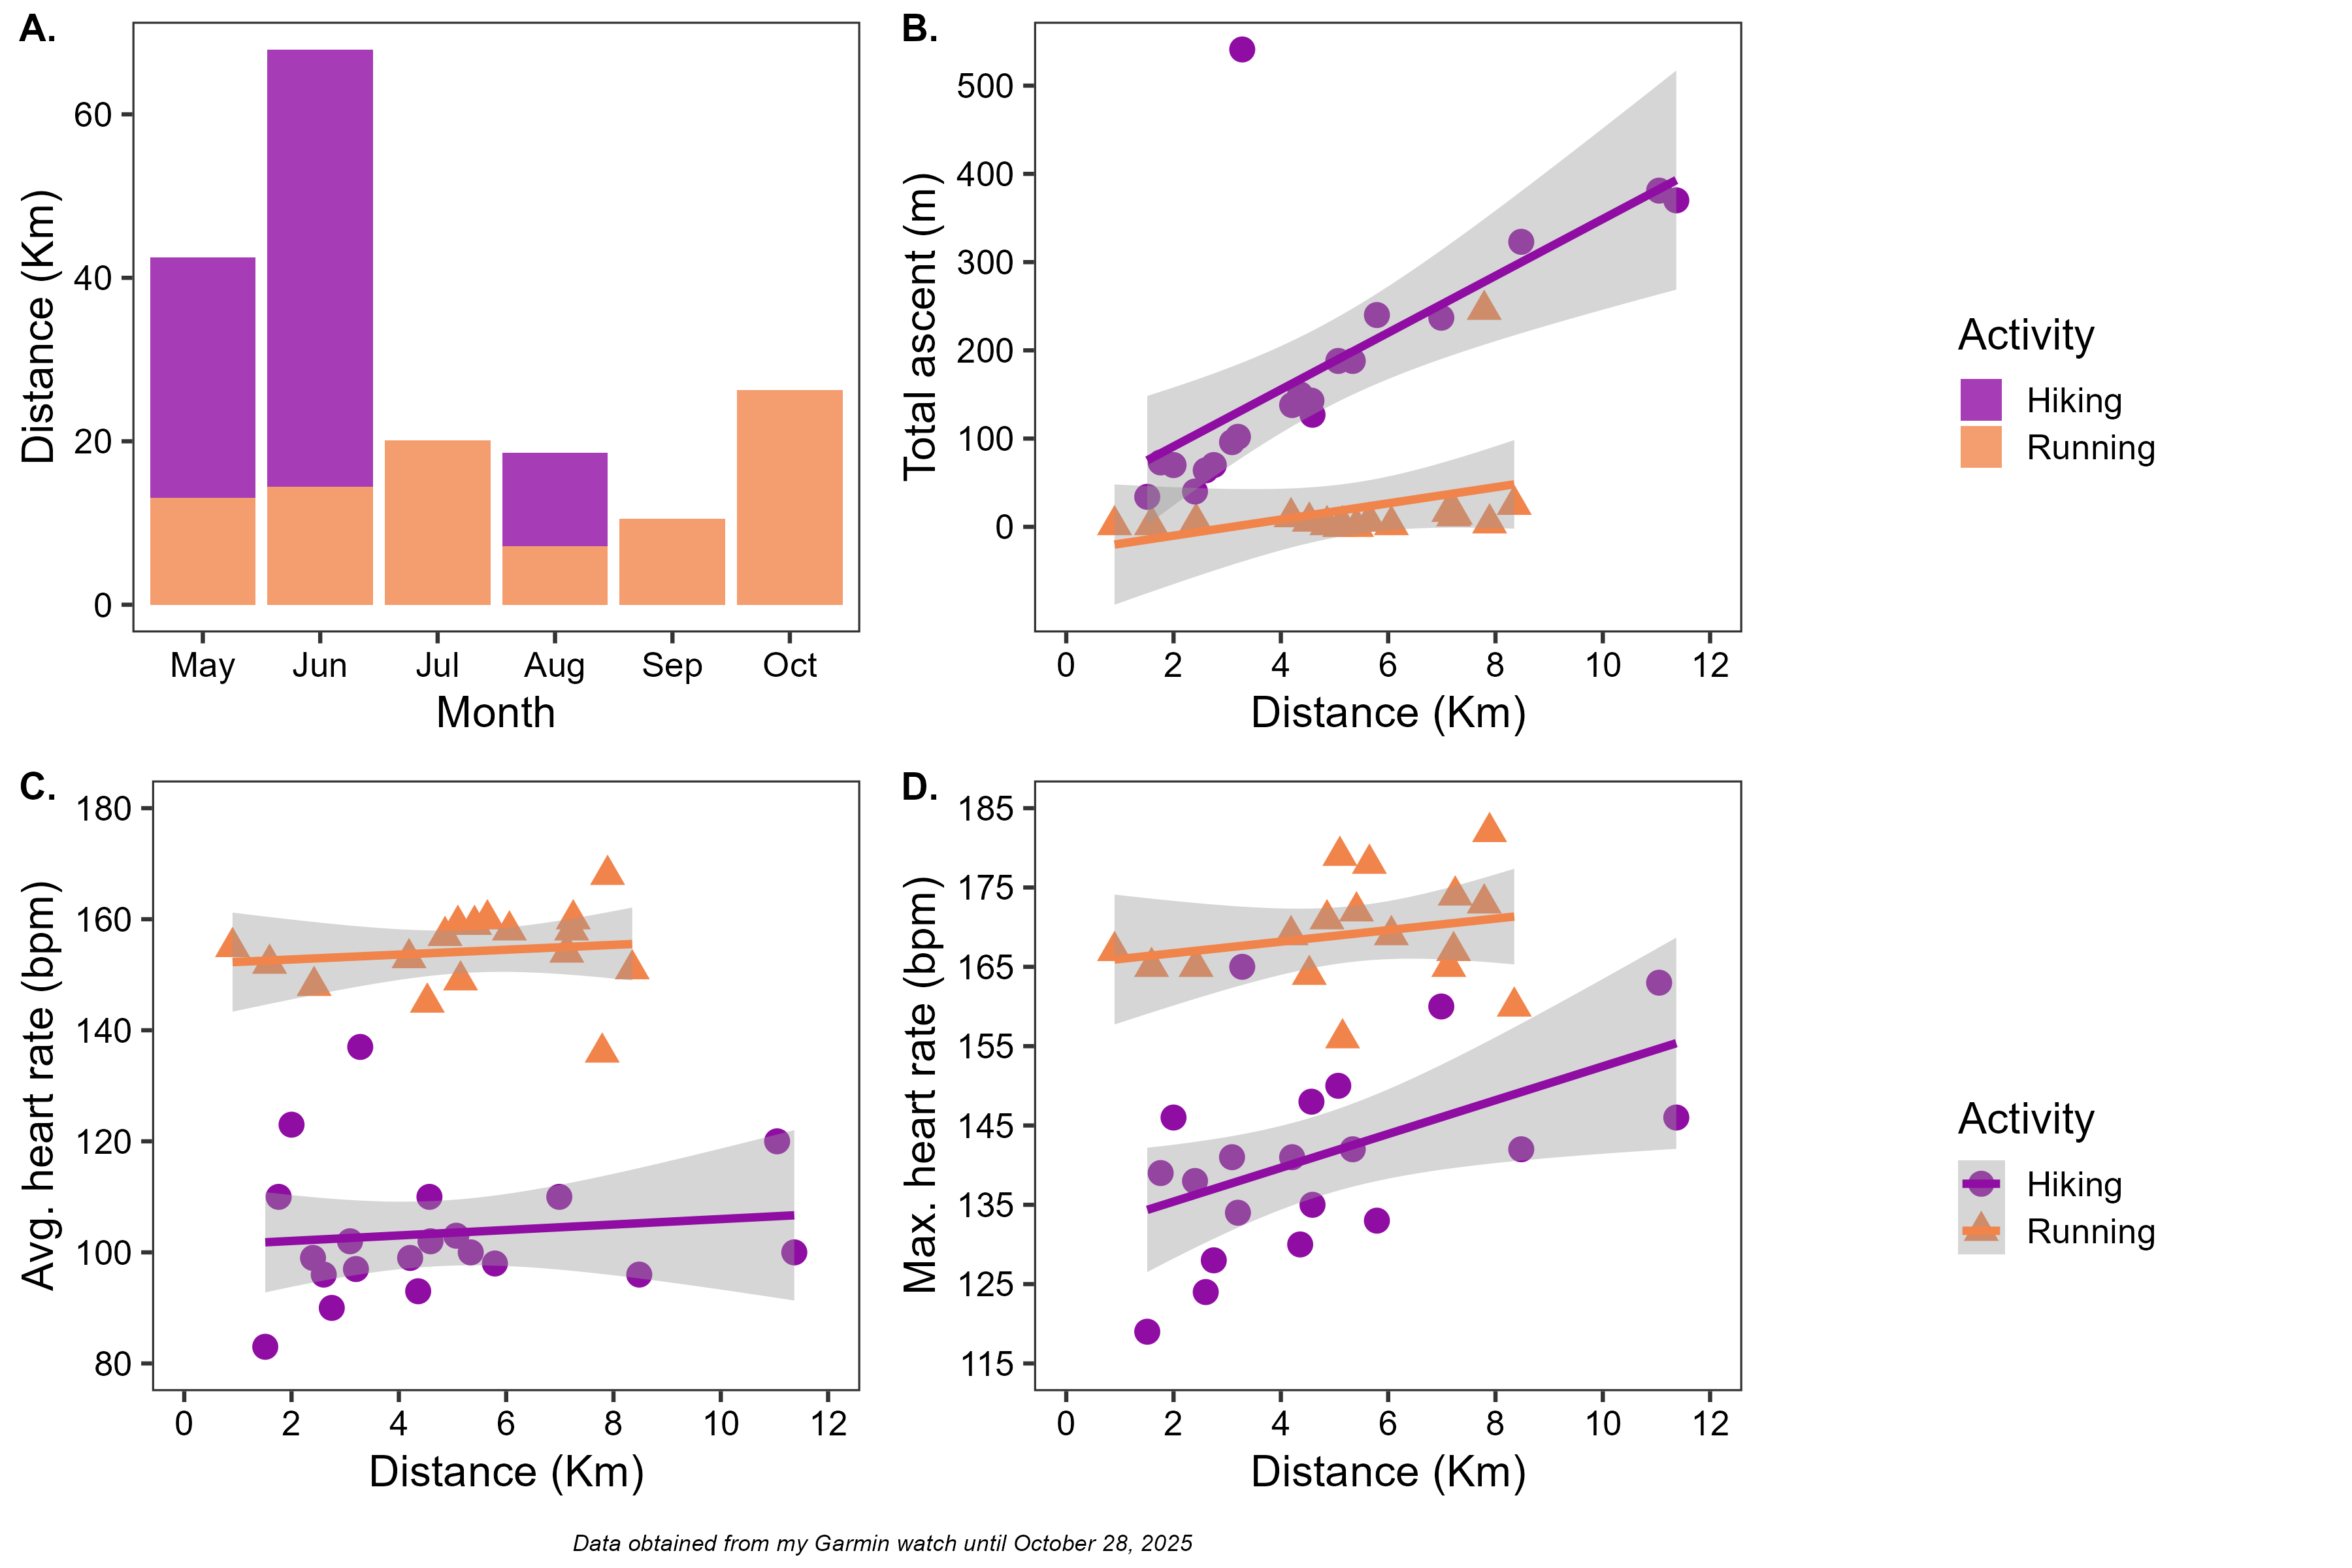 A.
60
40
20
0
Distance (Km)
May Jun Jul Aug Sep Oct
Month
B.
500
400
300
200
100
0
Total ascent (m)
0 2 4 6 8 10 12
Distance (Km)
Activity
Hiking
Running
C.
180
160
140
120
100
80
Avg. heart rate (bpm)
0 2 4 6 8 10 12
Distance (Km)
D.
185
175
165
155
145
135
125
115
Max. heart rate (bpm)
0 2 4 6 8 10 12
Distance (Km)
Activity
Hiking
Running
Data obtained from my Garmin watch until October 28, 2025